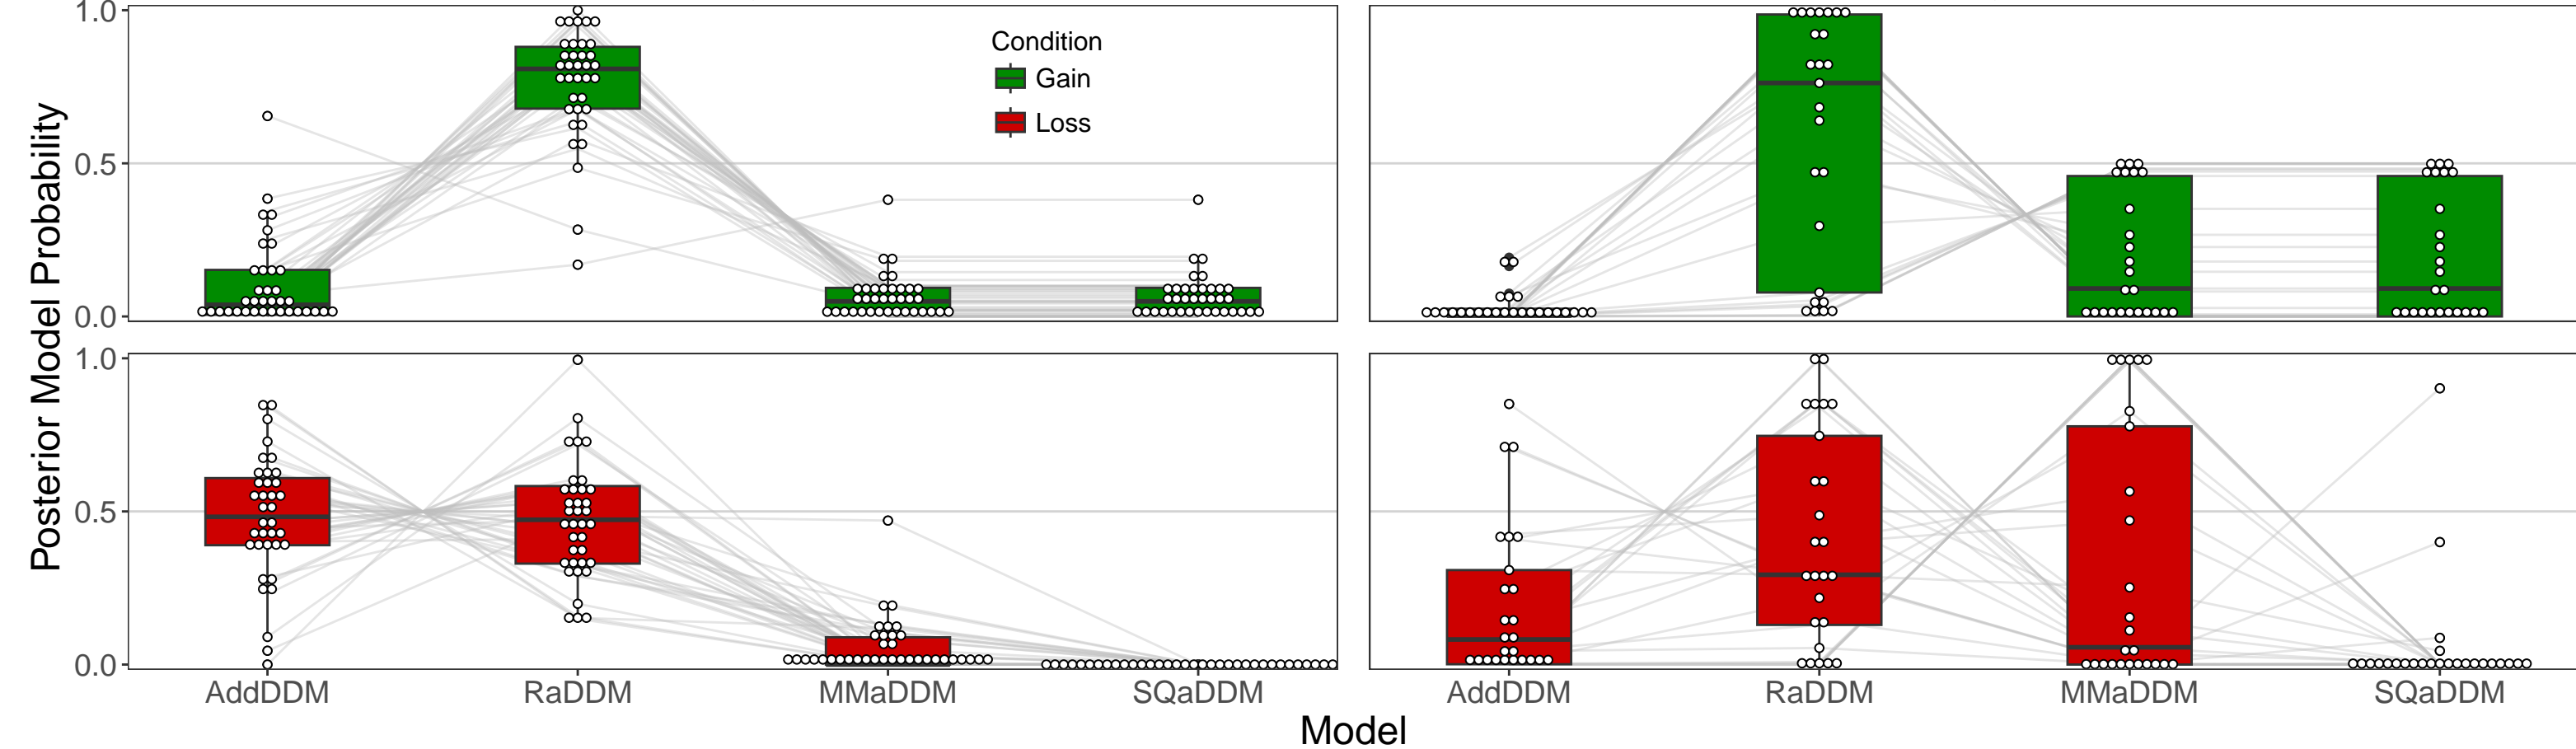 Posterior Model Probability
1.0
0.5
0.0
Condition
Gain
Loss
1.0
0.5
0.0
AddDDM RaDDM MMaDDM SQaDDM AddDDM RaDDM MMaDDM SQaDDM
Model